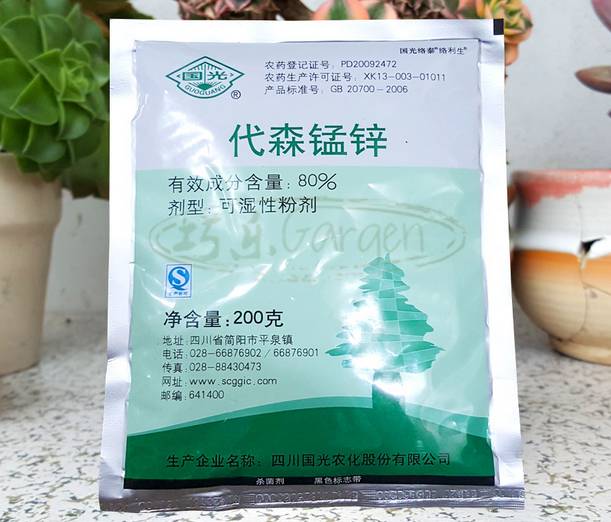 国光络泰® 络利生®
国光
GUOGUANG
®
农药登记证号：PD20092472
农药生产许可证号：XK13-003-01011
产品标准号：GB 20700-2006
代森锰锌
有效成分含量：80%
剂型：可湿性粉剂
巧乐.Garden
净含量：200克
地址：四川省简阳市平泉镇
电话：028-66876902 / 66876901
传真：028-88430473
网址：www.scggic.com
邮编：641400
生产企业名称：四川国光农化股份有限公司
杀菌剂 黑色标志带